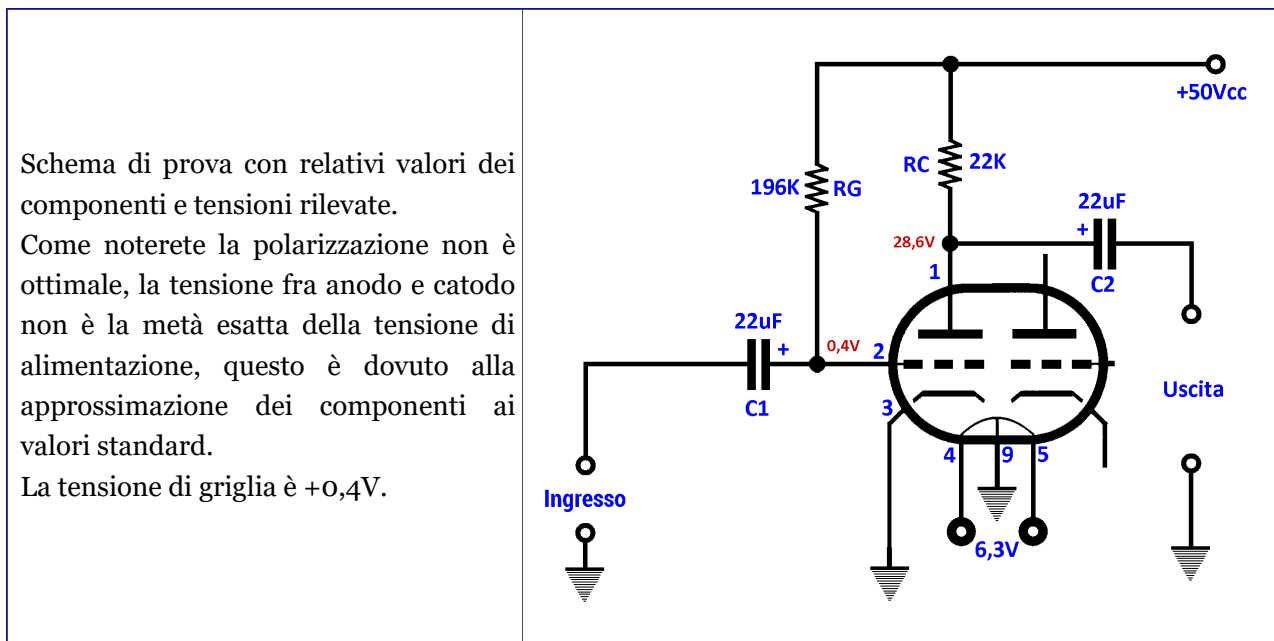 Schema di prova con relativi valori dei
componenti e tensioni rilevate.
Come noterete la polarizzazione non è
ottimale, la tensione fra anodo e catodo
non è la metà esatta della tensione di
alimentazione, questo è dovuto alla
approssimazione dei componenti ai
valori standard.
La tensione di griglia è +0,4V.
+50Vcc
RC 22K
196K RG
22uF
28,6V
+
1
C2
22uF
+
0,4V
2
C1
3
Uscita
4 9 5
Ingresso
6,3V